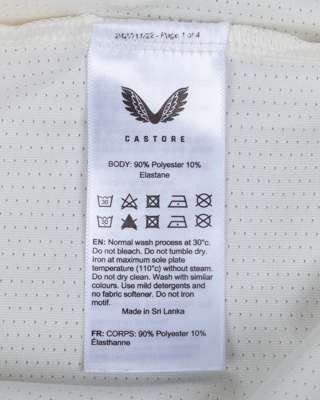 Page 1 of 4
CASTORE
BODY: 90% Polyester 10%
Elastane
30
30
EN: Normal wash process at 30°c.
Do not bleach. Do not tumble dry.
Iron at maximum sole plate
temperature (110°c) without steam.
Do not dry clean. Wash with similar
colours. Use mild detergents and
no fabric softener. Do not iron
motif.
Made in Sri Lanka
FR: CORPS: 90% Polyester 10%
Élasthanne